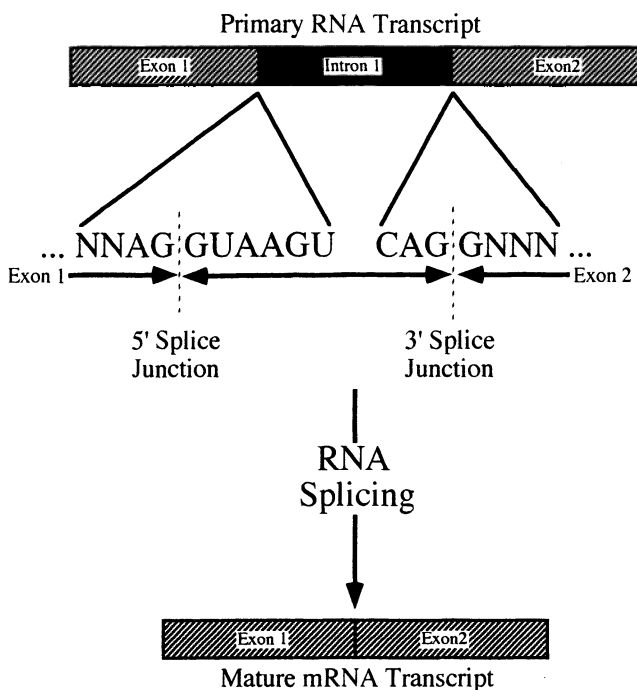 Primary RNA Transcript
Exon 1 Intron 1 Exon2
... NNAG GUAAGU CAG GNNN ...
Exon 1 Exon 2
5' Splice Junction
3' Splice Junction
RNA
Splicing
Exon 1 Exon2
Mature mRNA Transcript